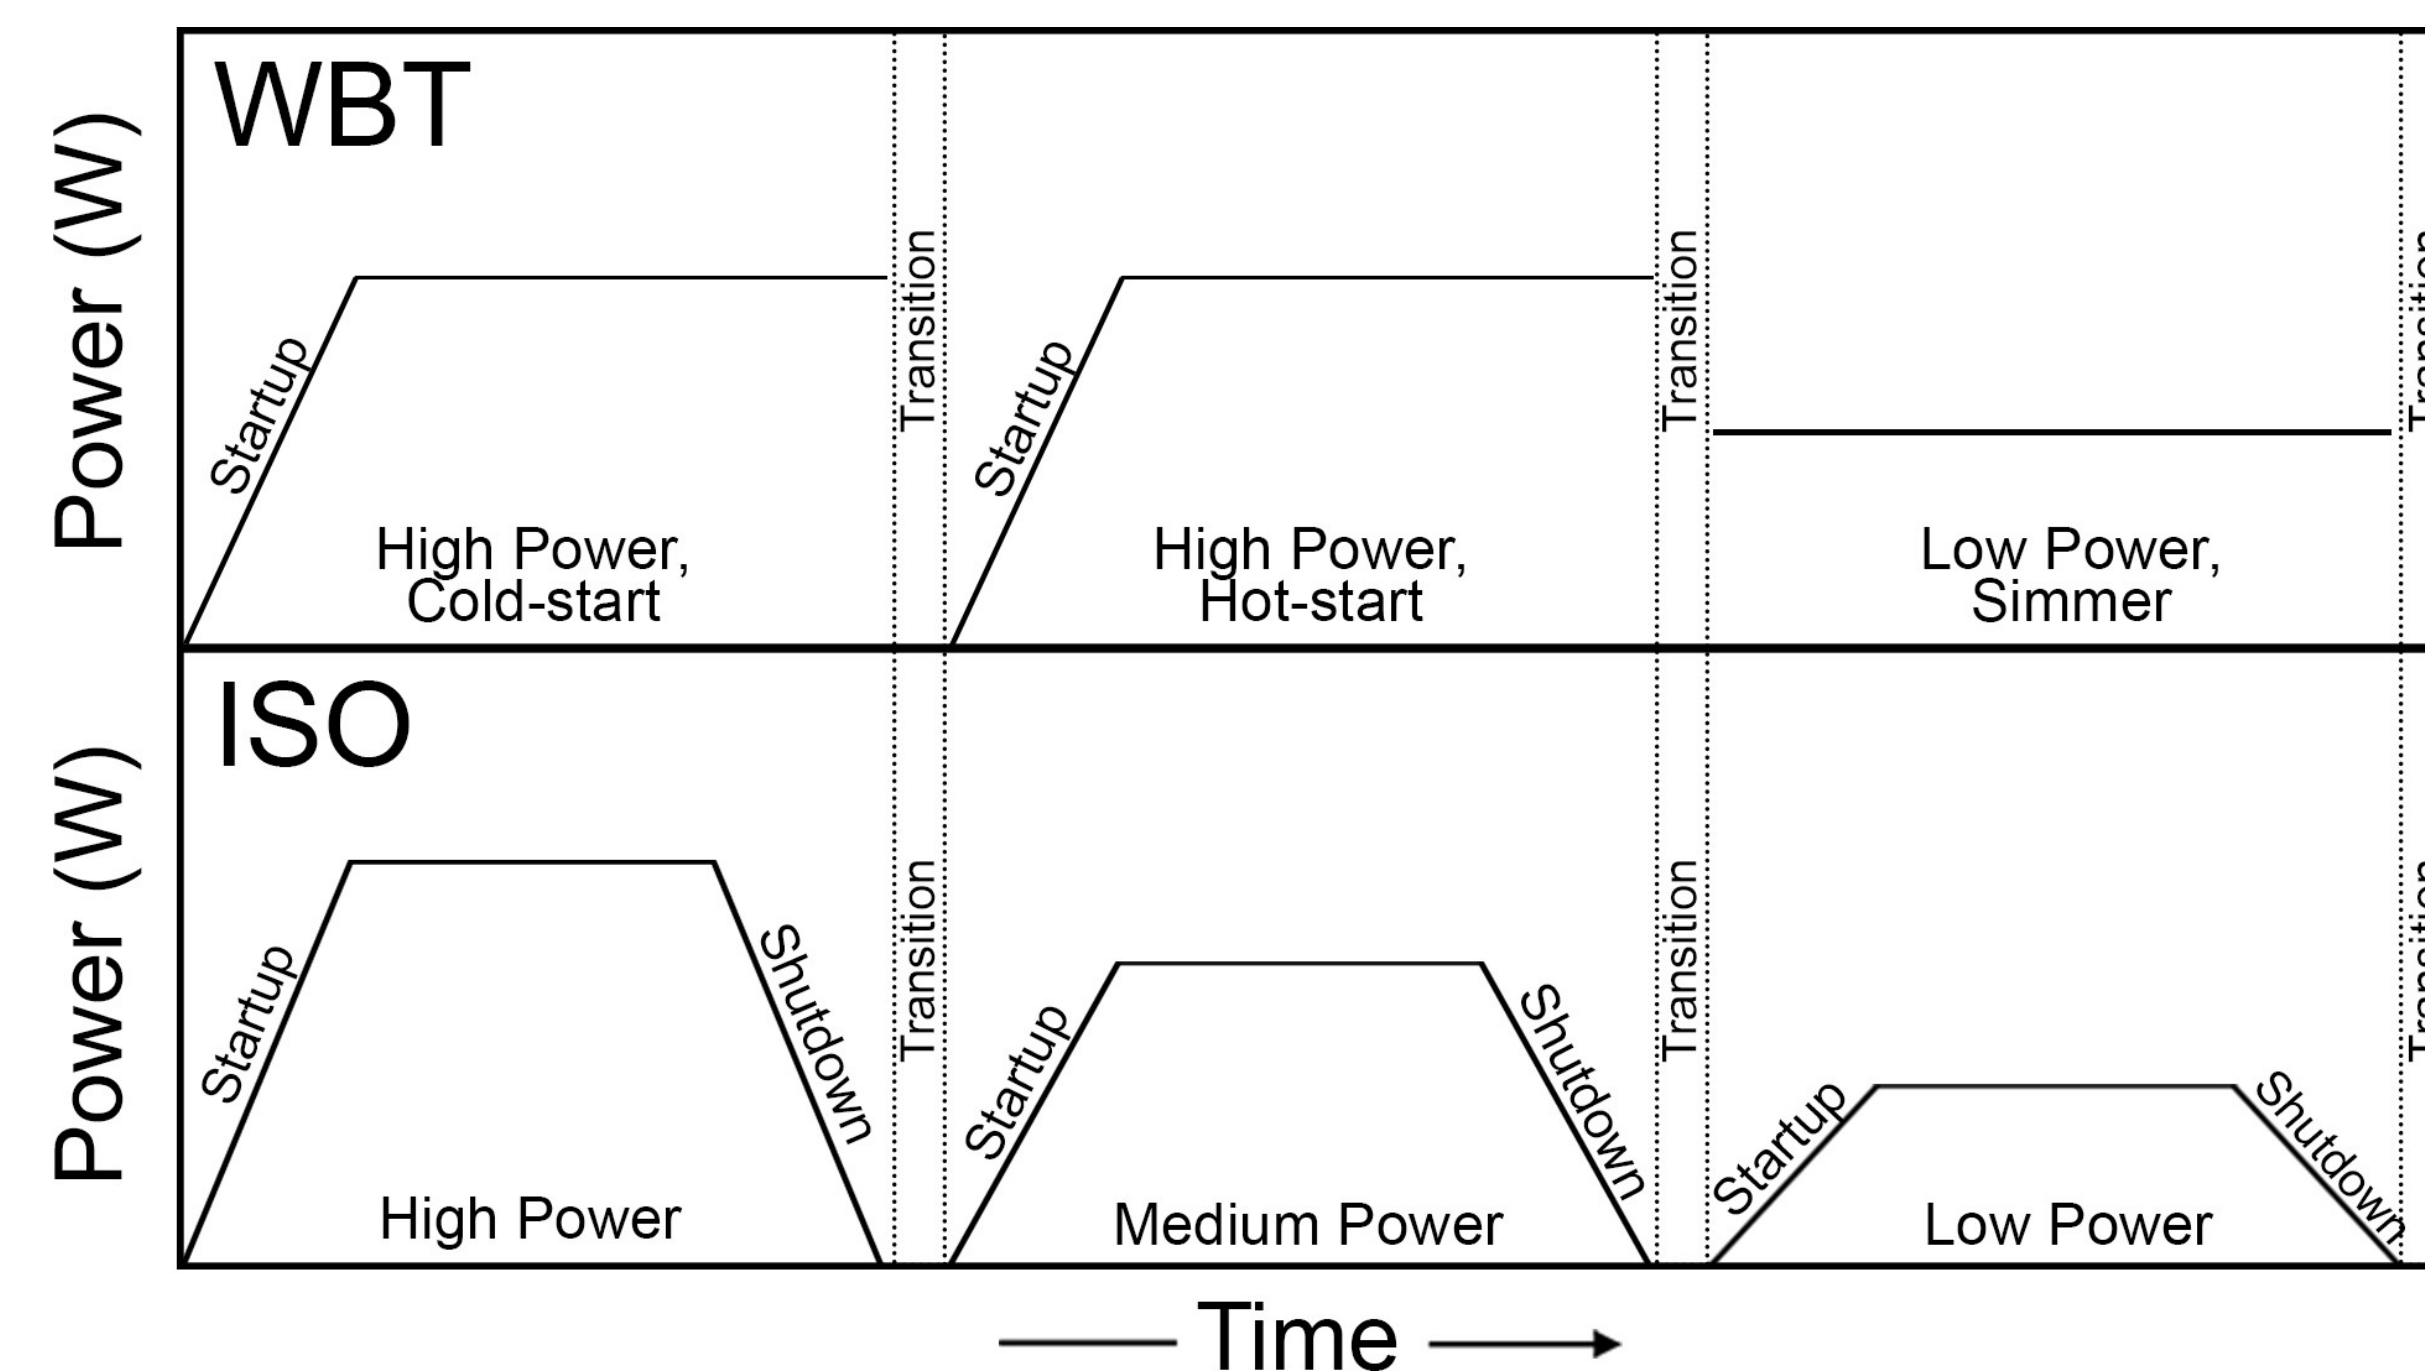 WBT
Power (W)
Startup
High Power,
Cold-start
Transition
Startup
High Power,
Hot-start
Transition
Low Power,
Simmer
ISO
Power (W)
Startup
Shutdown
High Power
Transition
Startup
Shutdown
Medium Power
Transition
Startup
Shutdown
Low Power
Time